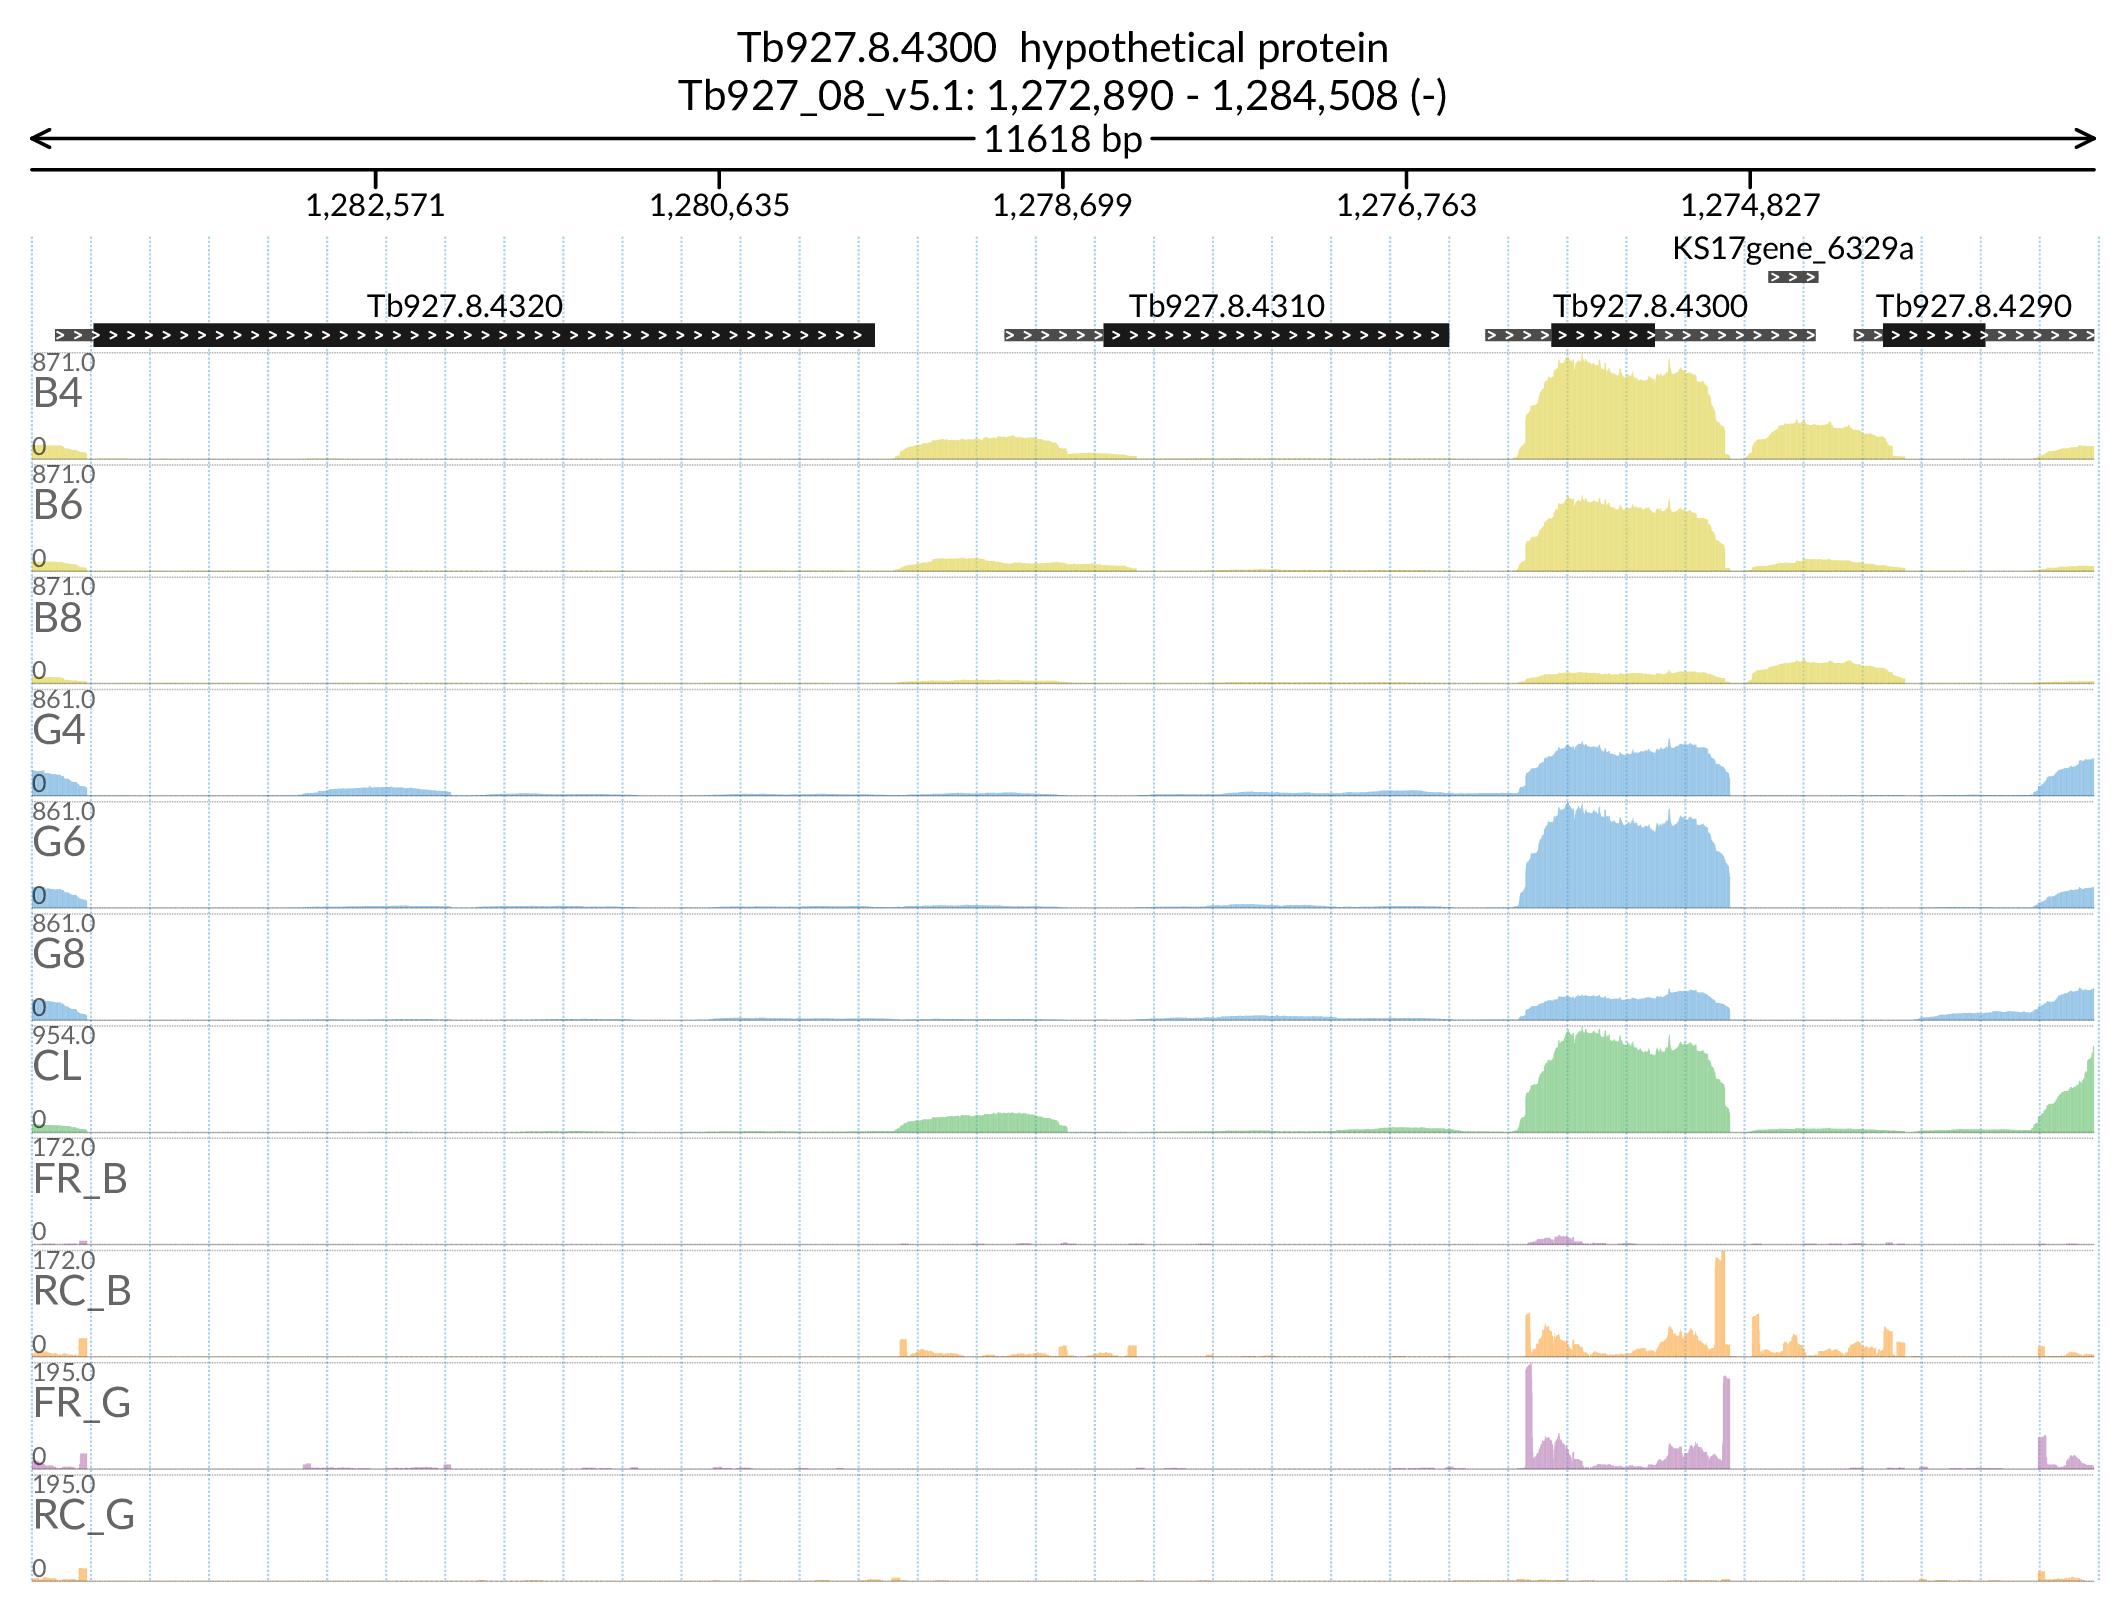 Tb927.8.4300  hypothetical protein
Tb927_08_v5.1: 1,272,890 - 1,284,508 (-)
11618 bp
1,282,571 1,280,635 1,278,699 1,276,763 1,274,827
KS17gene_6329a
Tb927.8.4320 Tb927.8.4310 Tb927.8.4300 Tb927.8.4290
871.0
B4
0
871.0
B6
0
871.0
B8
0
861.0
G4
0
861.0
G6
0
861.0
G8
0
954.0
CL
0
172.0
FR_B
0
172.0
RC_B
0
195.0
FR_G
0
195.0
RC_G
0